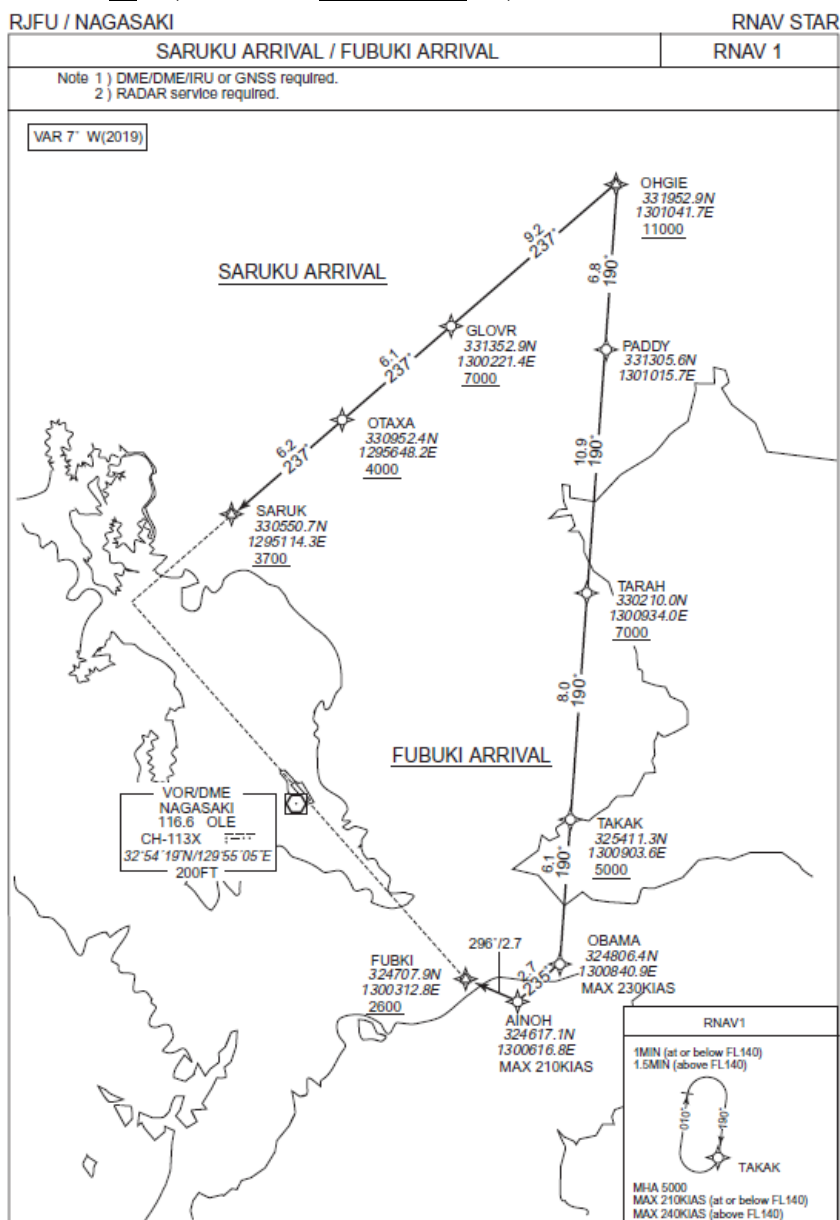 RJFU / NAGASAKI
RNAV STAR
SARUKU ARRIVAL / FUBUKI ARRIVAL
RNAV 1
Note 1 ) DME/DME/IRU or GNSS required.
2 ) RADAR service required.
VAR 7° W(2019)
OHGIE
331952.9N
1301041.7E
11000
9.2
237°
6.8
190°
SARUKU ARRIVAL
GLOVR
331352.9N
1300221.4E
7000
PADDY
331305.6N
1301015.7E
6.1
237°
OTAXA
330952.4N
1295648.2E
4000
10.9
190°
6.2
237°
SARUK
330550.7N
1295114.3E
3700
TARAH
330210.0N
1300934.0E
7000
8.0
190°
FUBUKI ARRIVAL
VOR/DME
NAGASAKI
116.6 OLE
CH-113X
32°54´19″N/129°55´05″E
200FT
TAKAK
325411.3N
1300903.6E
5000
6.1
190°
296°/2.7
OBAMA
324806.4N
1300840.9E
MAX 230KIAS
2.7
235°
FUBKI
324707.9N
1300312.8E
2600
AINOH
324617.1N
1300616.8E
MAX 210KIAS
RNAV1
1MIN (at or below FL140)
1.5MIN (above FL140)
010°
190°
TAKAK
MHA 5000
MAX 210KIAS (at or below FL140)
MAX 240KIAS (above FL140)